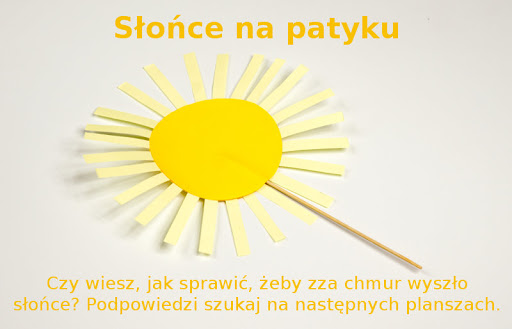 Słońce na patyku
Czy wiesz, jak sprawić, żeby zza chmur wyszło
słońce? Podpowiedzi szukaj na następnych planszach.